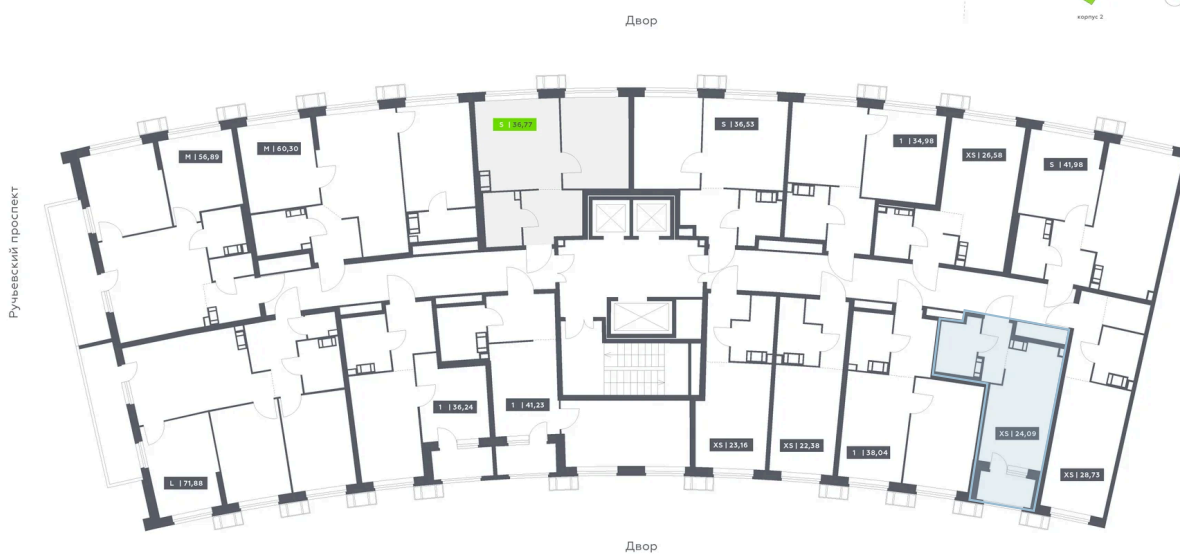 корпус 2
Двор
Ручьевский проспект
M | 56,89
M | 60,30
S | 36,77
S | 36,53
1 | 34,98
XS | 26,58
S | 41,98
L | 71,88
1 | 36,24
1 | 41,23
XS | 23,16
XS | 22,38
1 | 38,04
XS | 24,09
XS | 28,73
Двор